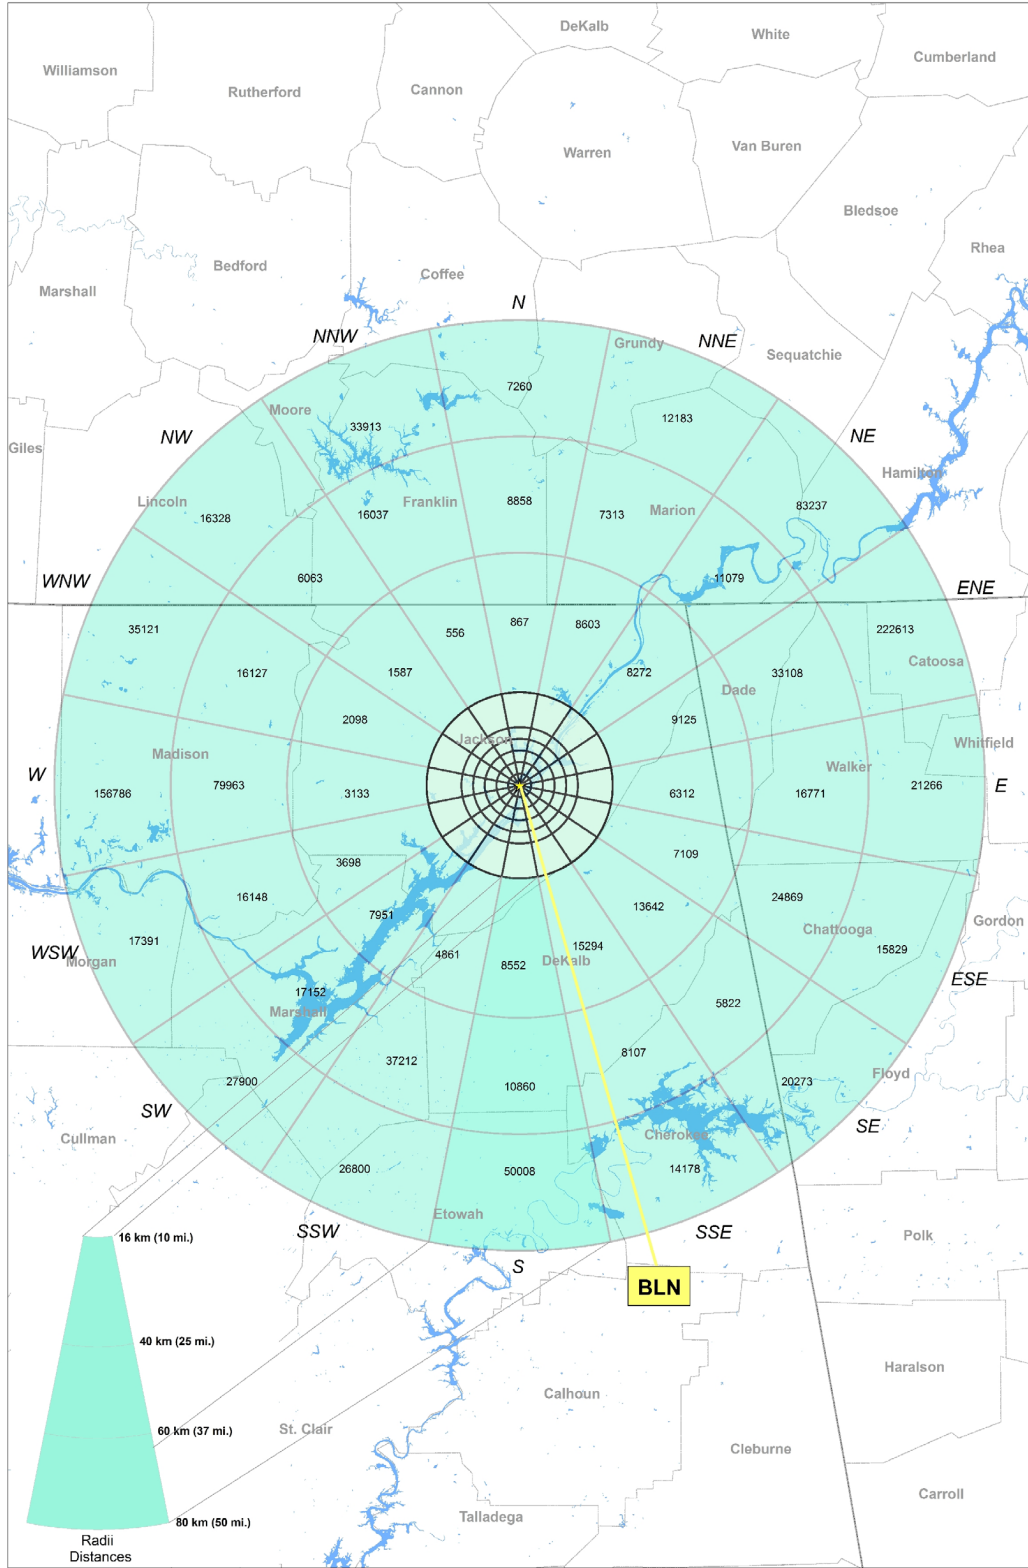 DeKalb
White
Cumberland
Williamson
Rutherford
Cannon
Warren
Van Buren
Bledsoe
Rhea
Marshall
Bedford
Coffee
N
NNW
NNE
Grundy
Sequatchie
7260
Moore
33913
12183
NW
NE
Giles
Hamilton
Lincoln
16328
16037
Franklin
8858
7313
Marion
83237
WNW
6063
11079
ENE
35121
556
867
8603
222613
16127
1587
8272
33108
Catoosa
Dade
2098
9125
Jackson
Whitfield
Madison
Walker
W
156786
79963
3133
6312
16771
21266
E
3698
7109
16148
7951
13642
24869
Gordon
17391
4861
15294
Chattooga
15829
WSW
Morgan
8552
DeKalb
ESE
17152
5822
Marshall
37212
8107
27900
10860
20273
Floyd
SW
SE
Cullman
Cherokee
26800
50008
14178
Etowah
SSW
SSE
16 km (10 mi.)
Polk
S
BLN
40 km (25 mi.)
Haralson
Calhoun
60 km (37 mi.)
St. Clair
Cleburne
Carroll
80 km (50 mi.)
Talladega
Radii
Distances